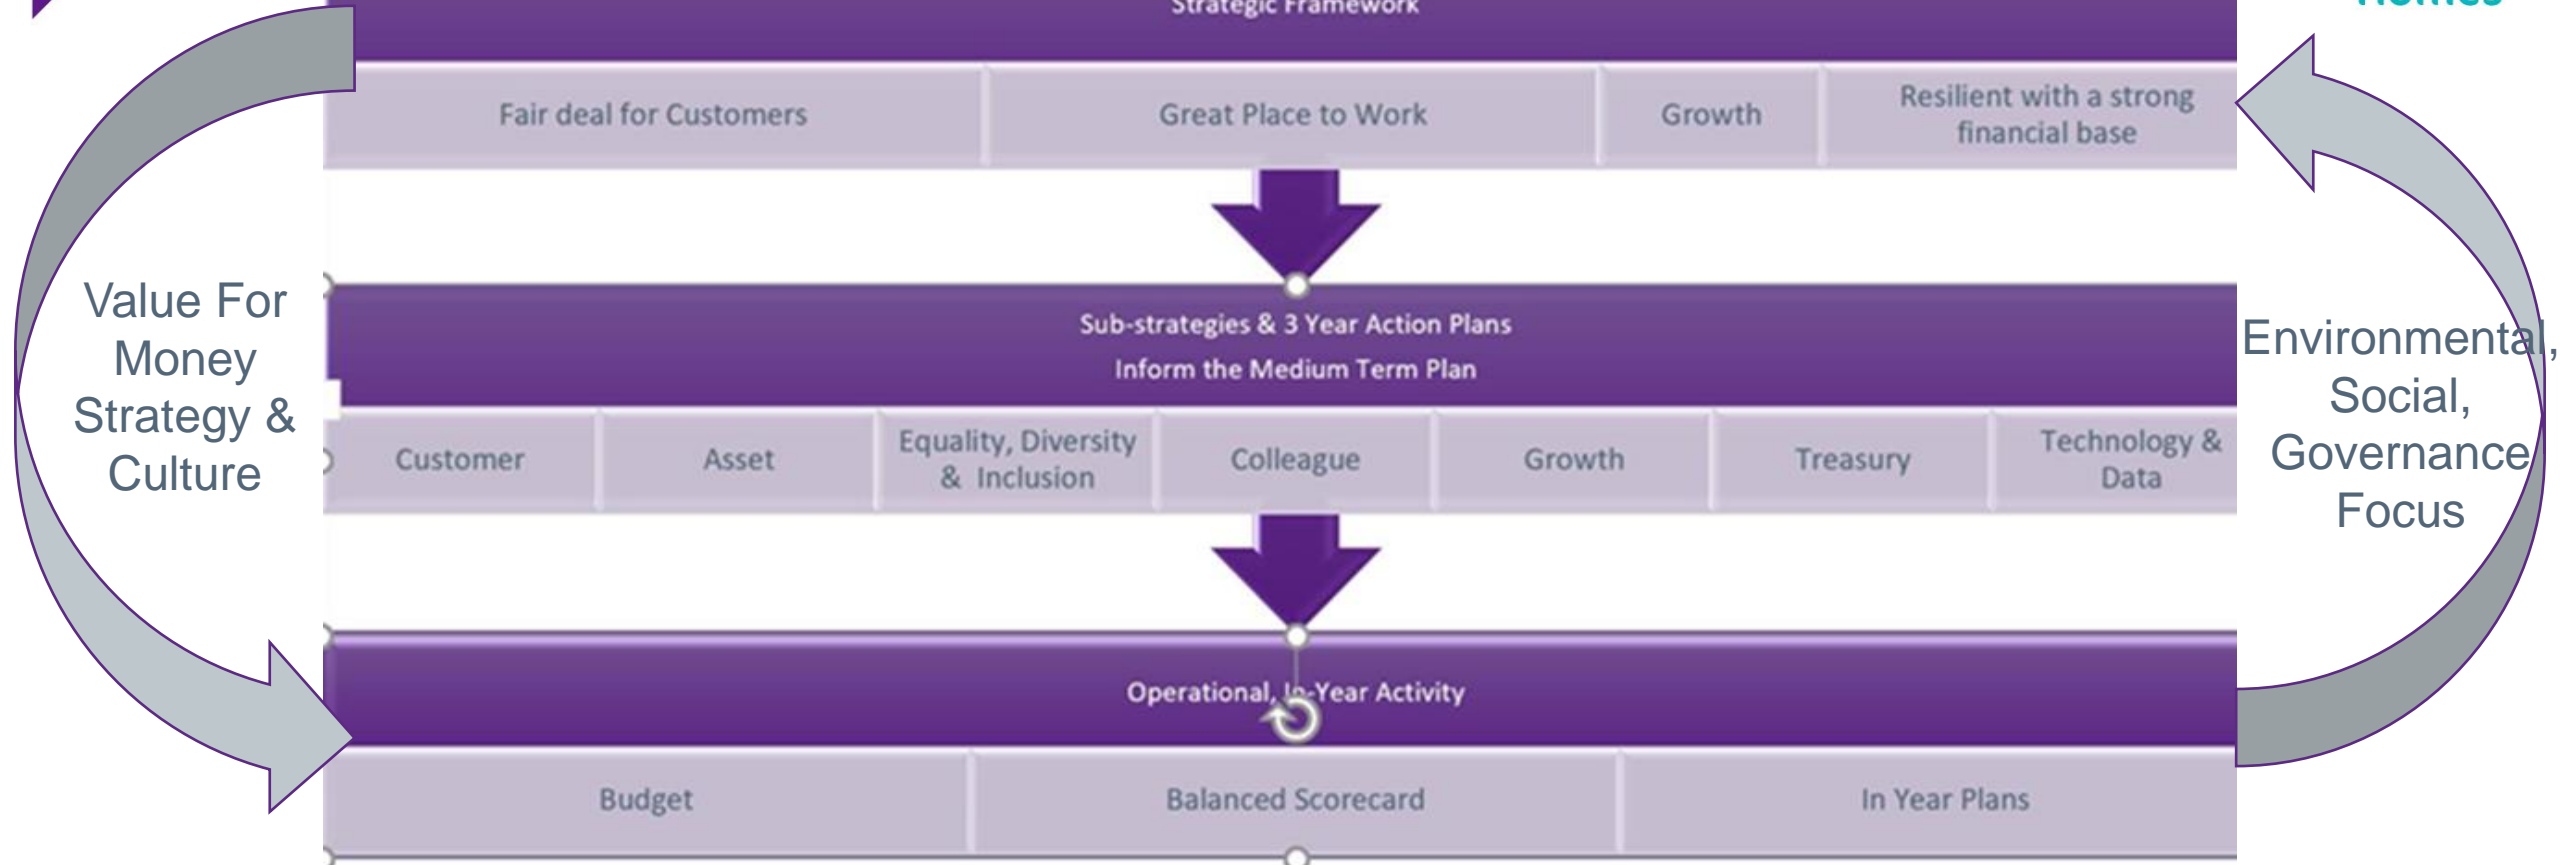 Strategic Framework
Homes
Fair deal for Customers
Great Place to Work
Growth
Resilient with a strong
financial base
Value For
Money
Strategy &
Culture
Sub-strategies & 3 Year Action Plans
Inform the Medium Term Plan
Environmental,
Social,
Governance
Focus
Customer
Asset
Equality, Diversity
& Inclusion
Colleague
Growth
Treasury
Technology &
Data
Operational, In-Year Activity
Budget
Balanced Scorecard
In Year Plans